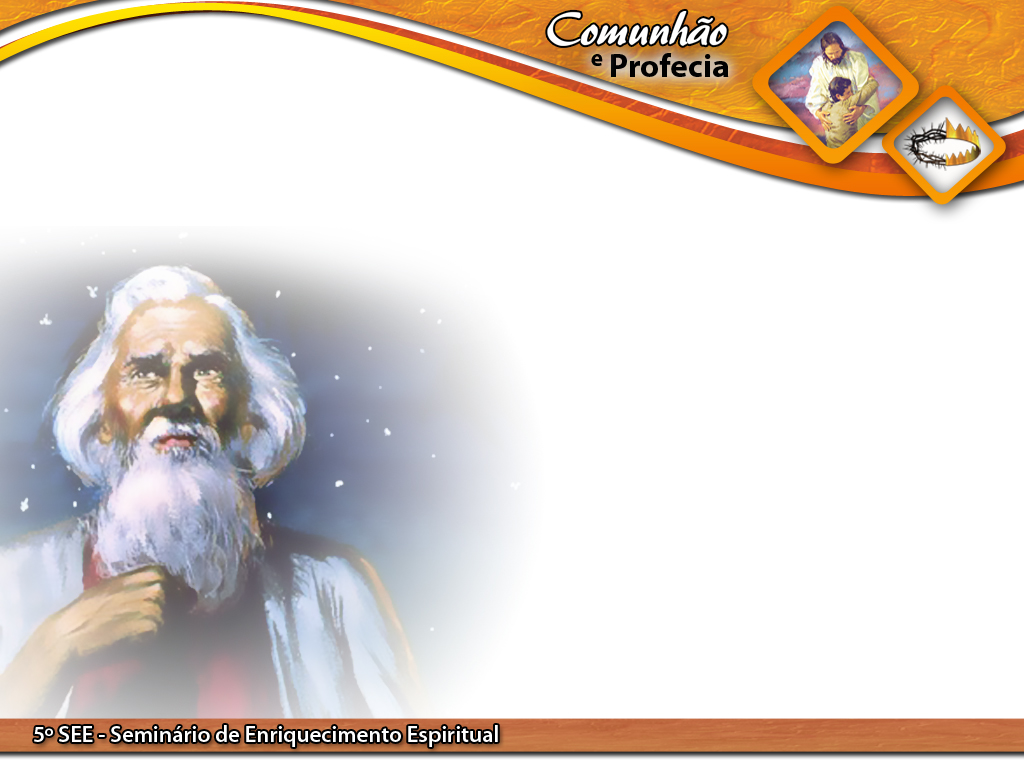 Comunhão
e Profecia
5º SEE - Seminário de Enriquecimento Espiritual